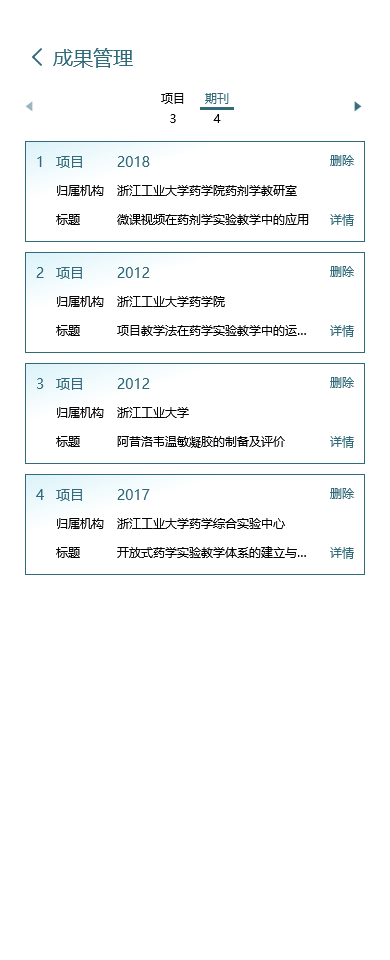 成果管理
项目 期刊
3 4
1 项目 2018 删除
归属机构 浙江工业大学药学院药剂学教研室
标题 微课视频在药剂学实验教学中的应用 详情
2 项目 2012 删除
归属机构 浙江工业大学药学院
标题 项目教学法在药学实验教学中的运... 详情
3 项目 2012 删除
归属机构 浙江工业大学
标题 阿昔洛韦温敏凝胶的制备及评价 详情
4 项目 2017 删除
归属机构 浙江工业大学药学综合实验中心
标题 开放式药学实验教学体系的建立与... 详情